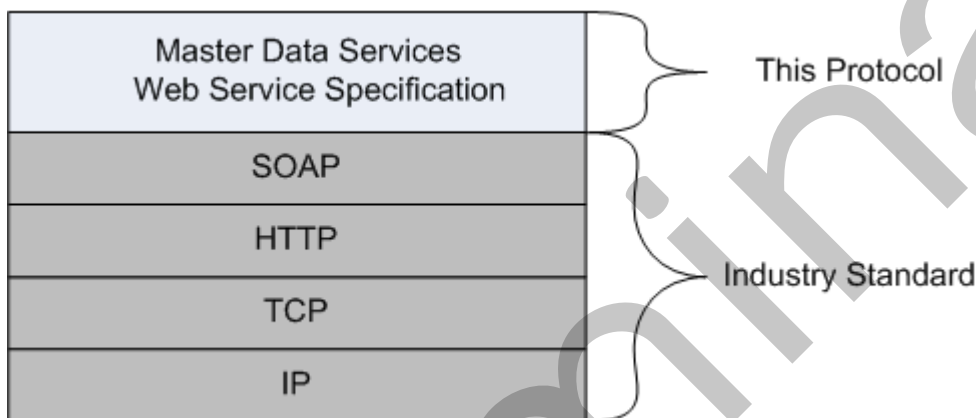 Master Data Services
Web Service Specification
This Protocol
SOAP
HTTP
Industry Standard
TCP
IP